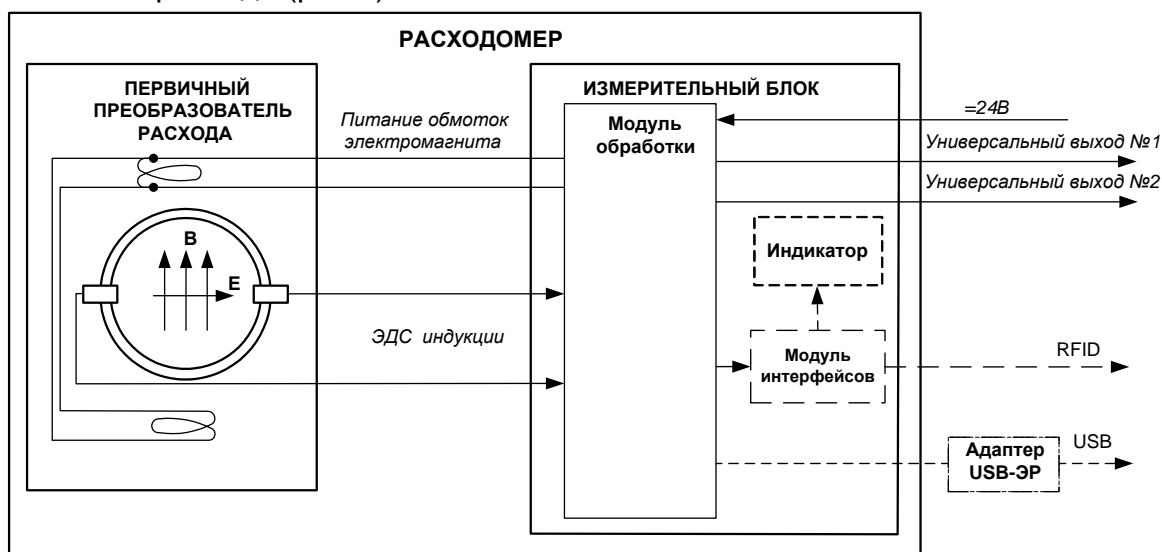 РАСХОДОМЕР
ПЕРВИЧНЫЙ
ПРЕОБРАЗОВАТЕЛЬ
РАСХОДА
Питание обмоток
электромагнита
ИЗМЕРИТЕЛЬНЫЙ БЛОК
Модуль
обработки
=24В
Универсальный выход №1
Универсальный выход №2
В
Е
Индикатор
ЭДС индукции
Модуль
интерфейсов
RFID
Адаптер
USB-ЭР
USB